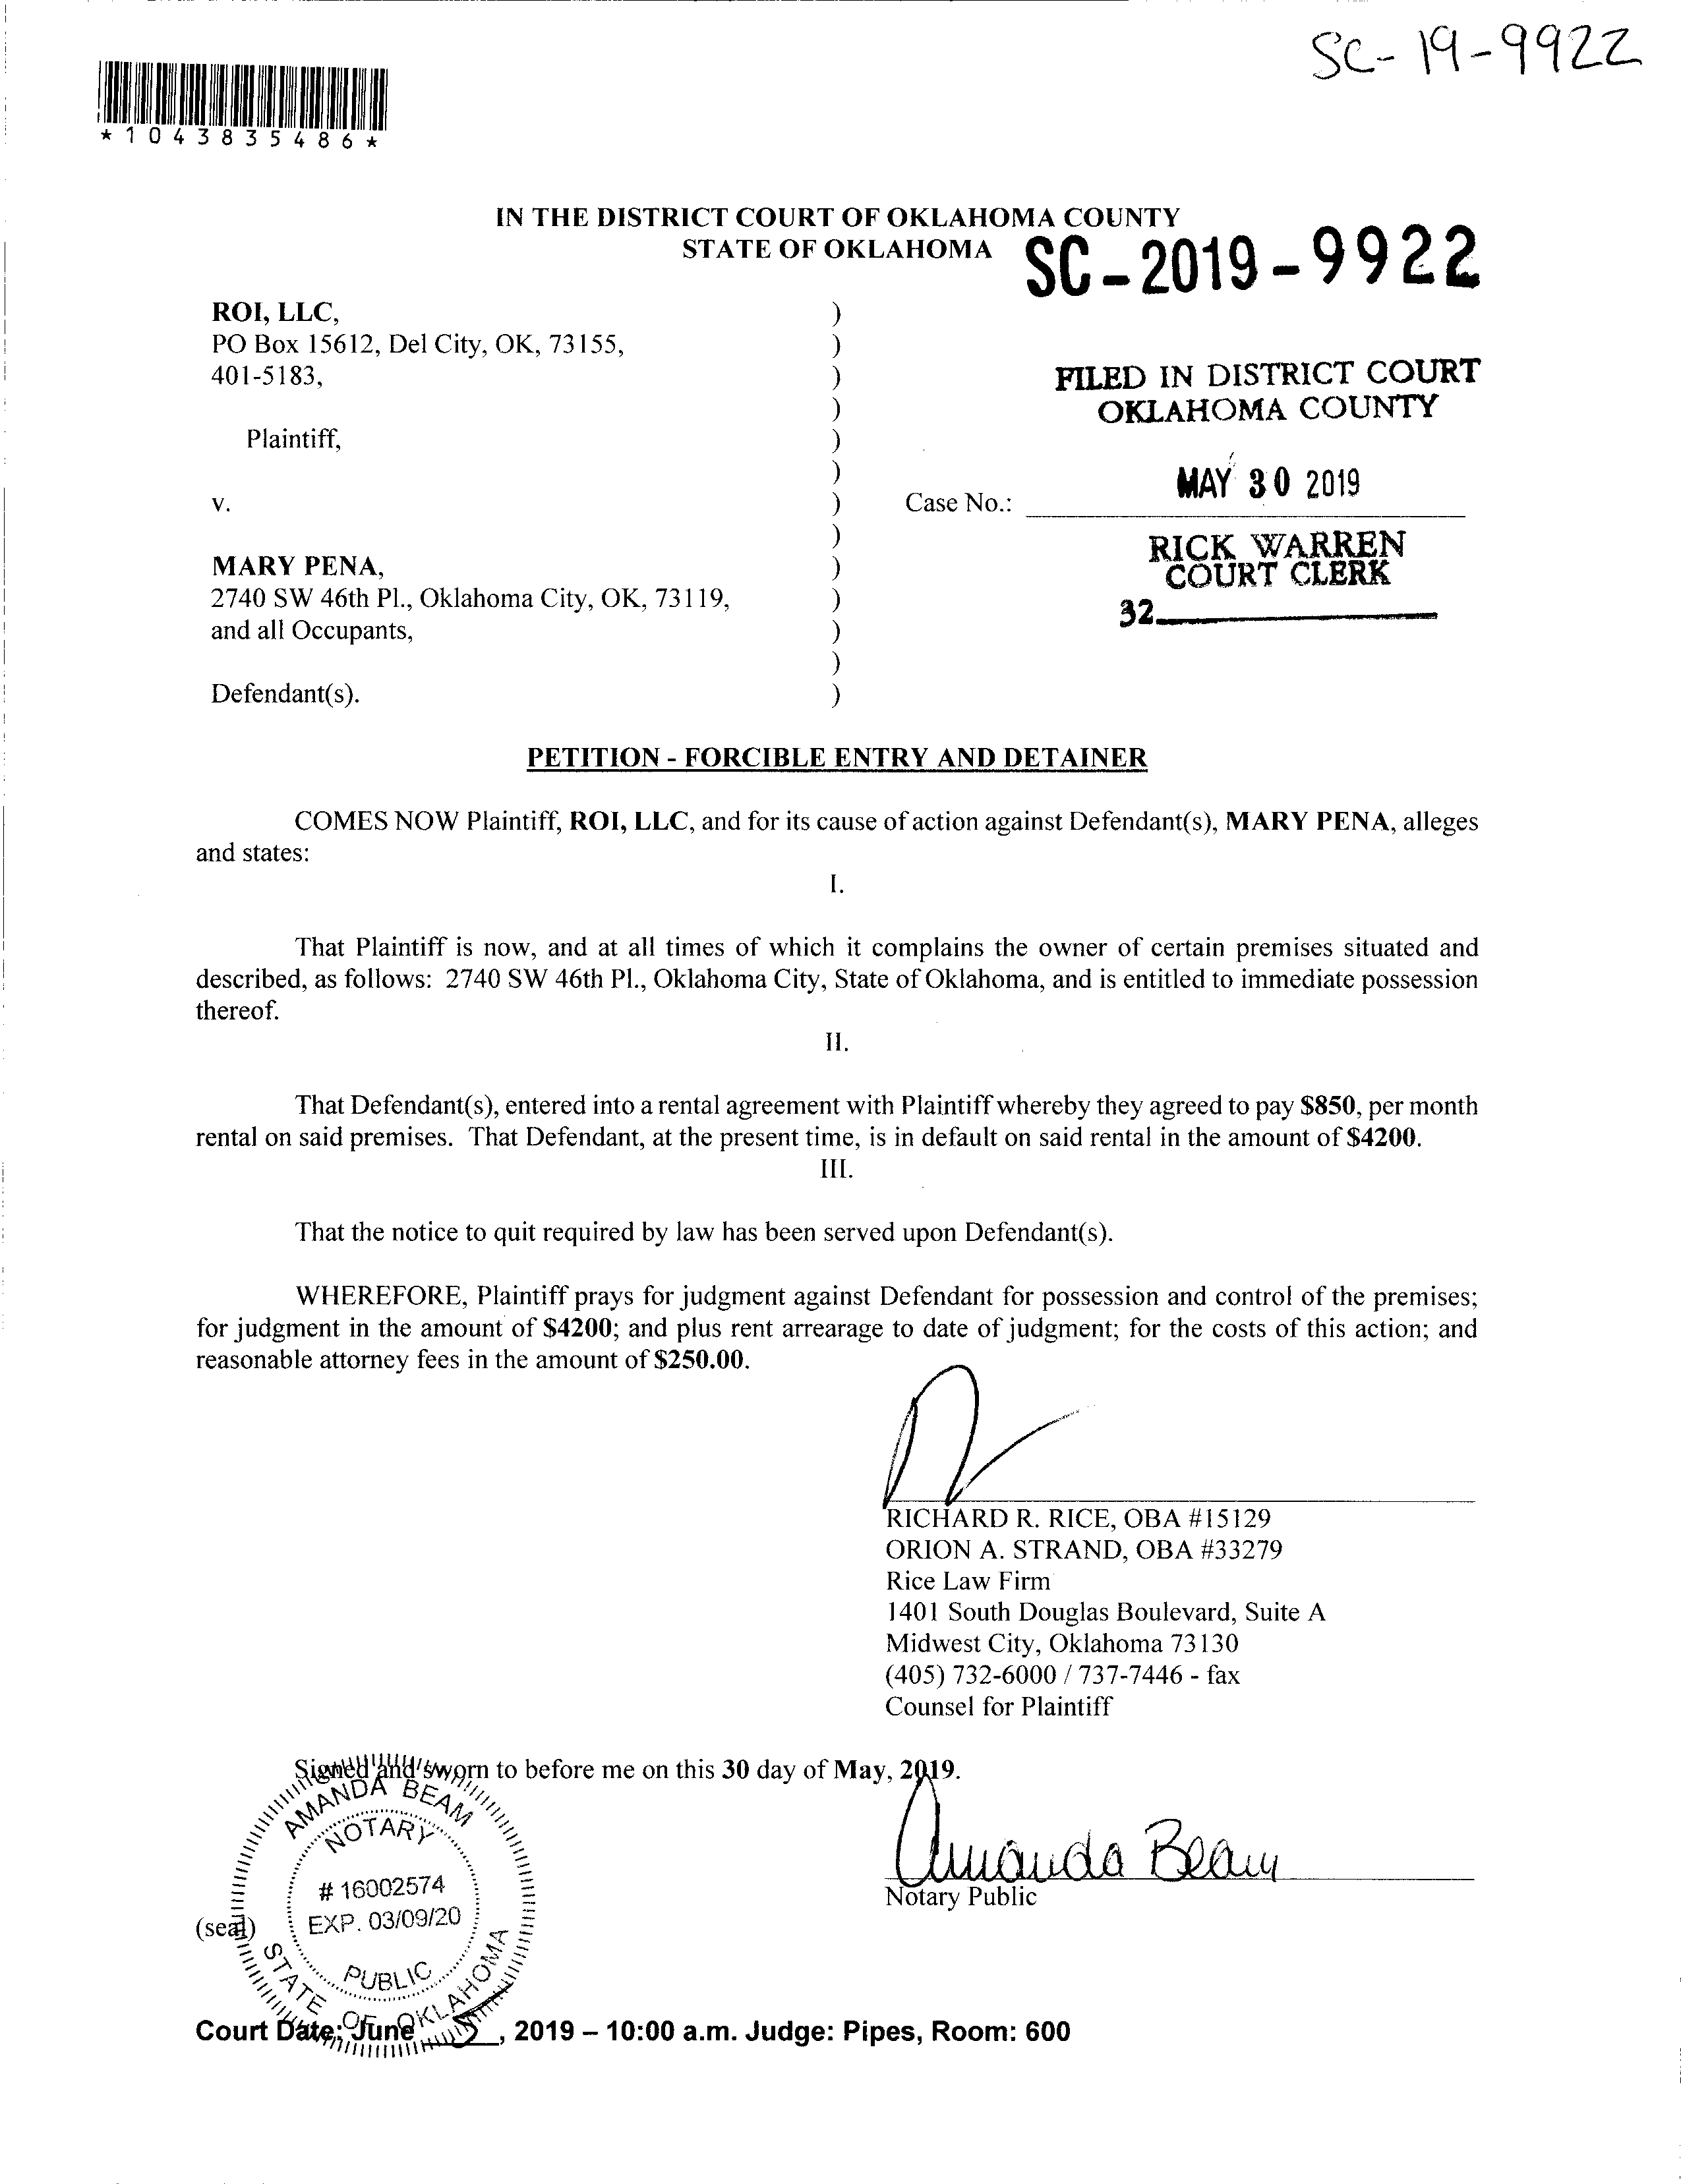 SC-19-9922
*1043835486*
IN THE DISTRICT COURT OF OKLAHOMA COUNTY
STATE OF OKLAHOMA
SC-2019-9922
ROI, LLC, )
PO Box 15612, Del City, OK, 73155, )
401-5183, )
)
Plaintiff, )
)
v. )
)
MARY PENA, )
2740 SW 46th Pl., Oklahoma City, OK, 73119, )
and all Occupants, )
)
Defendant(s). )
FILED IN DISTRICT COURT
OKLAHOMA COUNTY
MAY 30 2019
Case No.:
RICK WARREN
COURT CLERK
32
PETITION - FORCIBLE ENTRY AND DETAINER
COMES NOW Plaintiff, ROI, LLC, and for its cause of action against Defendant(s), MARY PENA, alleges
and states:
I.
That Plaintiff is now, and at all times of which it complains the owner of certain premises situated and
described, as follows: 2740 SW 46th Pl., Oklahoma City, State of Oklahoma, and is entitled to immediate possession
thereof.
II.
That Defendant(s), entered into a rental agreement with Plaintiff whereby they agreed to pay $850, per month
rental on said premises. That Defendant, at the present time, is in default on said rental in the amount of $4200.
III.
That the notice to quit required by law has been served upon Defendant(s).
WHEREFORE, Plaintiff prays for judgment against Defendant for possession and control of the premises;
for judgment in the amount of $4200; and plus rent arrearage to date of judgment; for the costs of this action; and
reasonable attorney fees in the amount of $250.00.
RICHARD R. RICE, OBA #15129
ORION A. STRAND, OBA #33279
Rice Law Firm
1401 South Douglas Boulevard, Suite A
Midwest City, Oklahoma 73130
(405) 732-6000 / 737-7446 - fax
Counsel for Plaintiff
Signed and sworn to before me on this 30 day of May, 2019.
AMANDA BEAM
NOTARY
# 16002574
EXP. 03/09/20
PUBLIC
STATE OF OKLAHOMA
(seal)
Amanda Beam
Notary Public
Court Date: June 5, 2019 – 10:00 a.m. Judge: Pipes, Room: 600